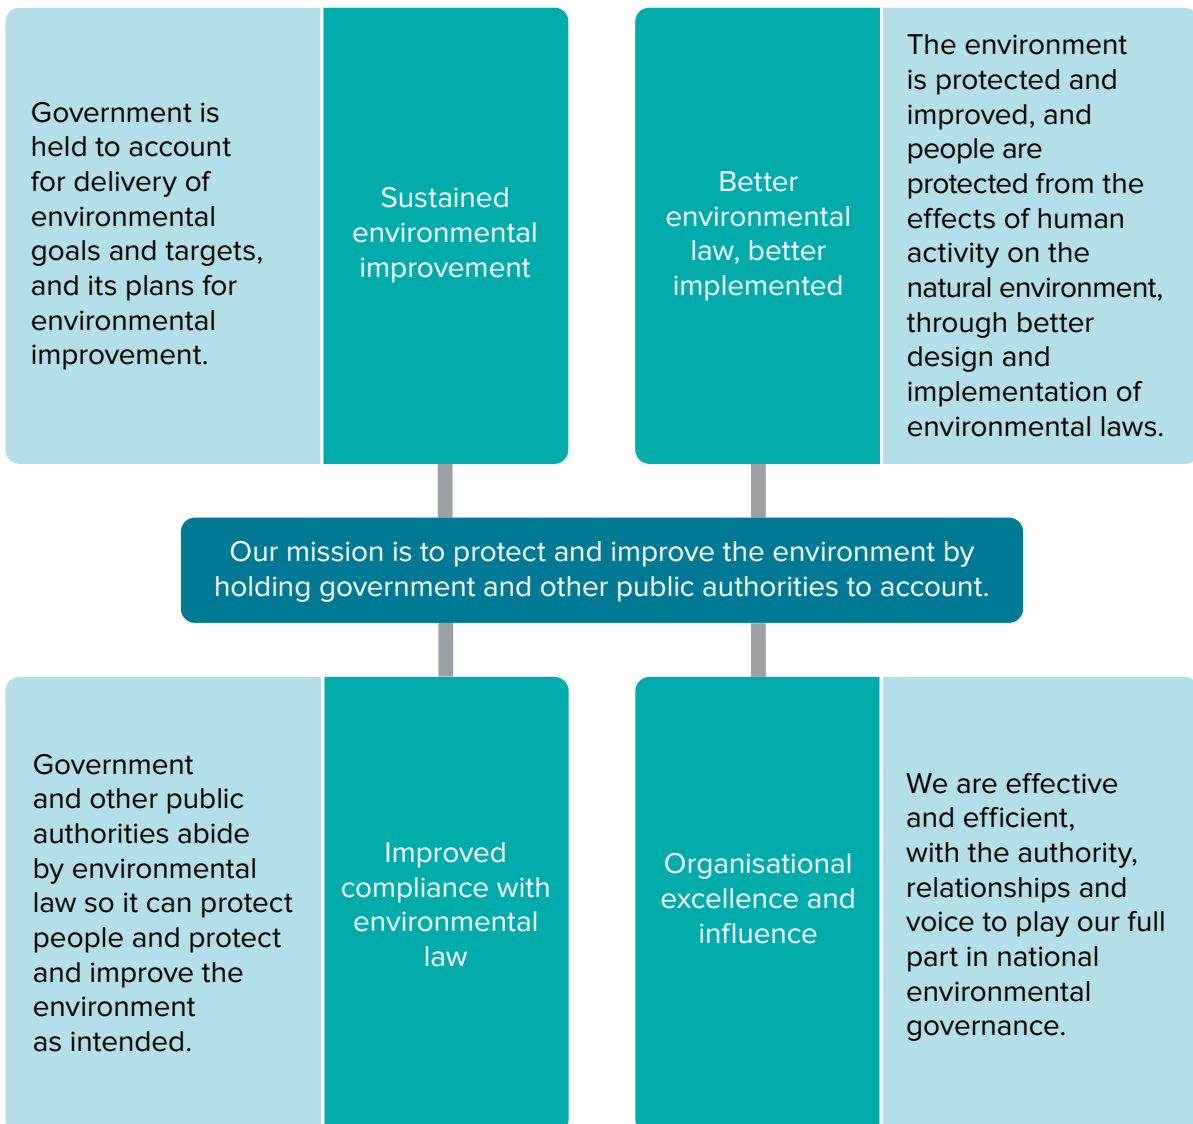 Government is
held to account
for delivery of
environmental
goals and targets,
and its plans for
environmental
improvement.
Sustained
environmental
improvement
Better
environmental
law, better
implemented
The environment
is protected and
improved, and
people are
protected from the
effects of human
activity on the
natural environment,
through better
design and
implementation of
environmental laws.
Our mission is to protect and improve the environment by
holding government and other public authorities to account.
Government
and other public
authorities abide
by environmental
law so it can protect
people and protect
and improve the
environment
as intended.
Improved
compliance with
environmental
law
Organisational
excellence and
influence
We are effective
and efficient,
with the authority,
relationships and
voice to play our full
part in national
environmental
governance.